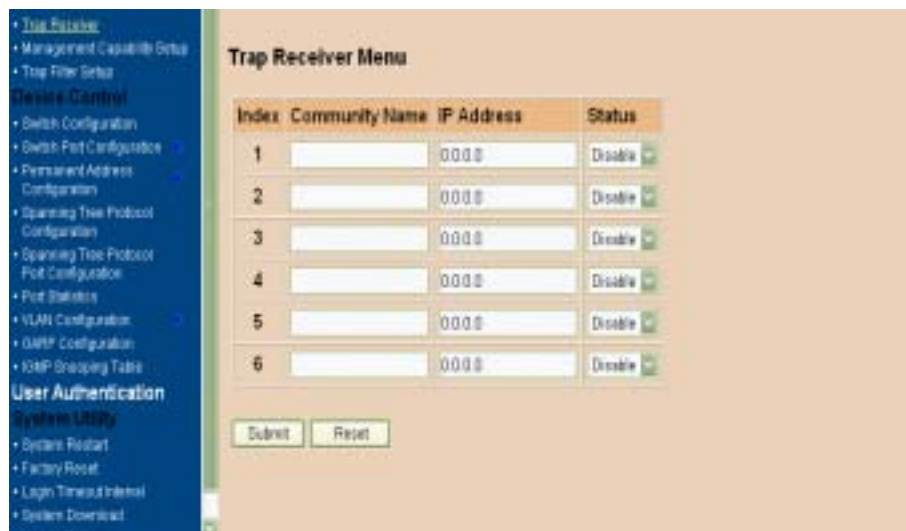 • Trap Receiver
• Management Capability Setup
• Trap Filter Setup
Device Control
• Switch Configuration
• Switch Port Configuration
• Permanent Address
Configuration
• Spanning Tree Protocol
Configuration
• Spanning Tree Protocol
Port Configuration
• Port Statistics
• VLAN Configuration
• GARP Configuration
• IGMP Snooping Table
User Authentication
System Utility
• System Restart
• Factory Reset
• Login Timeout Interval
• System Download
Trap Receiver Menu
Index Community Name IP Address Status
1 0.0.0.0 Disable
2 0.0.0.0 Disable
3 0.0.0.0 Disable
4 0.0.0.0 Disable
5 0.0.0.0 Disable
6 0.0.0.0 Disable
Submit Reset